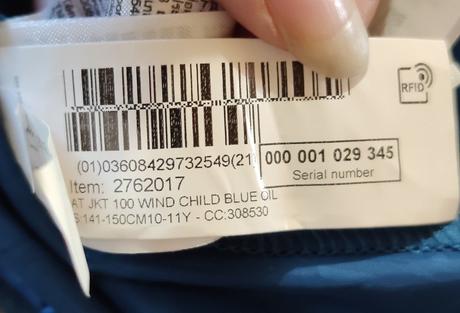 RFID
(01)03608429732549(21
000 001 029 345
Serial number
Item: 2762017
AT JKT 100 WIND CHILD BLUE OIL
S:141-150CM10-11Y - CC:308530